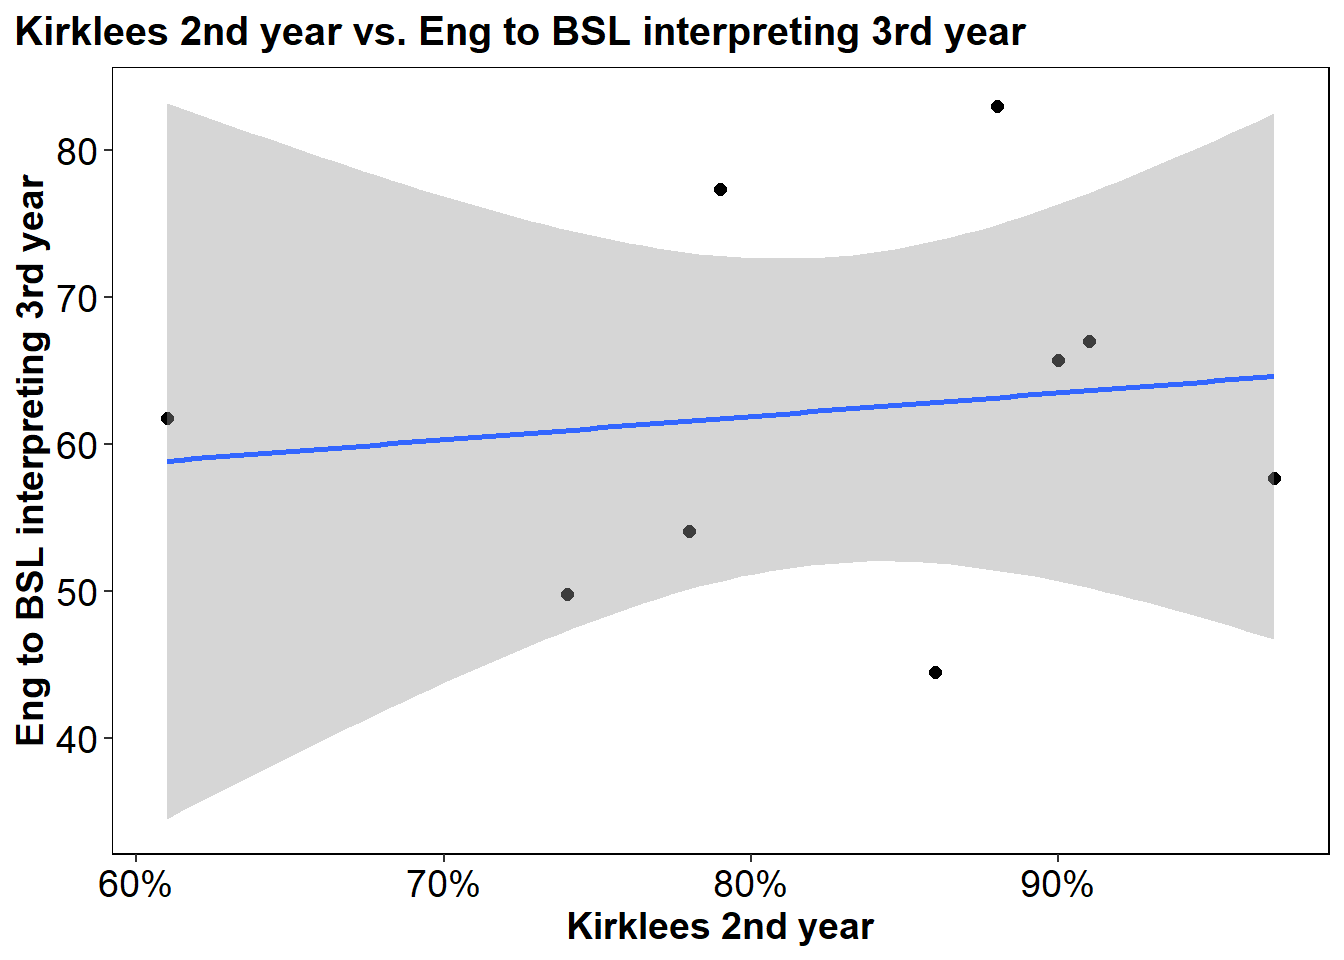 Kirklees 2nd year vs. Eng to BSL interpreting 3rd year
Eng to BSL interpreting 3rd year
80
70
60
50
40
60% 70% 80% 90%
Kirklees 2nd year